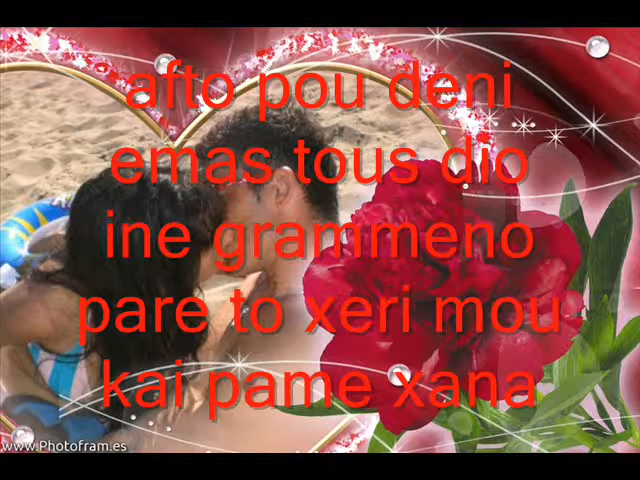 afto pou deni
emas tous dio
ine grammeno
pare to xeri mou
kai pame xana
www.Photofram.es